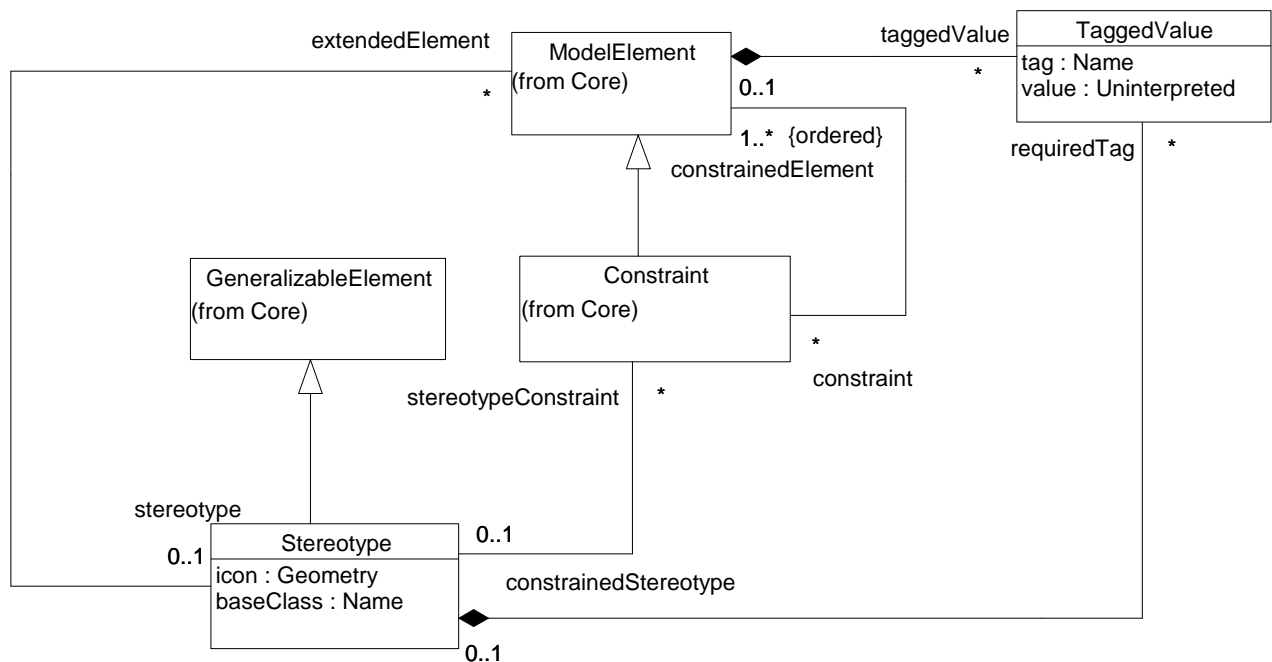 extendedElement
*
ModelElement
(from Core)
taggedValue
0..1
*
TaggedValue
tag : Name
value : Uninterpreted
1..* {ordered}
constrainedElement
requiredTag
*
GeneralizableElement
(from Core)
Constraint
(from Core)
*
constraint
stereotypeConstraint
*
stereotype
0..1
Stereotype
icon : Geometry
baseClass : Name
0..1
constrainedStereotype
0..1